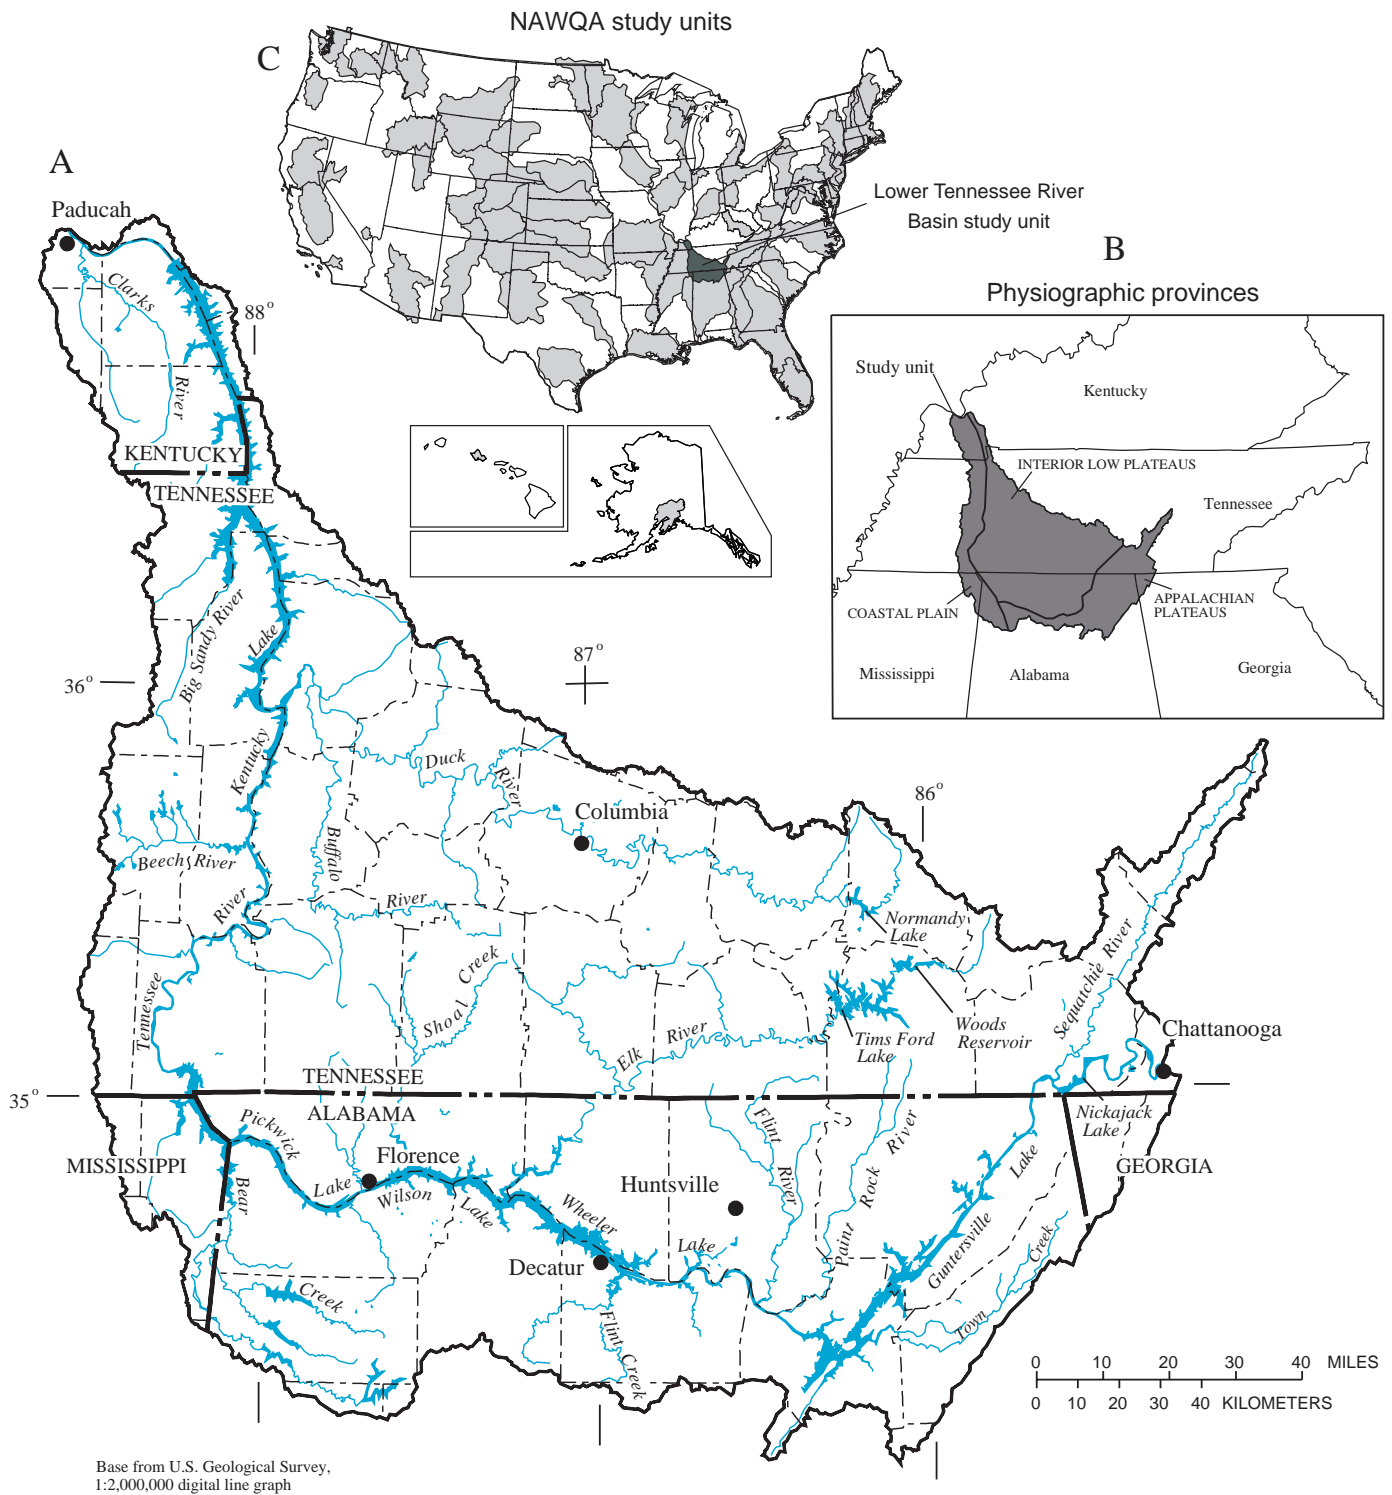 NAWQA study units
C
A
Lower Tennessee River
Basin study unit
B
Physiographic provinces
Study unit
Kentucky
INTERIOR LOW PLATEAUS
Tennessee
COASTAL PLAIN
APPALACHIAN
PLATEAUS
Mississippi
Alabama
Georgia
Paducah
Clarks
River
88°
KENTUCKY
TENNESSEE
Big Sandy River
Lake
Kentucky
36°
87°
Duck
River
Columbia
86°
Buffalo
River
Beech River
River
Tennessee
Shoal Creek
Normandy
Lake
Sequatchie River
Elk
River
Tims Ford
Lake
Woods
Reservoir
Chattanooga
35°
TENNESSEE
ALABAMA
Nickajack
Lake
MISSISSIPPI
GEORGIA
Pickwick
Lake
Florence
Wilson
Lake
Bear
Creek
Wheeler
Lake
Huntsville
Flint
River
Paint Rock River
Guntersville
Lake
Decatur
Flint Creek
Town
Creek
0 10 20 30 40 MILES
0 10 20 30 40 KILOMETERS
Base from U.S. Geological Survey,
1:2,000,000 digital line graph